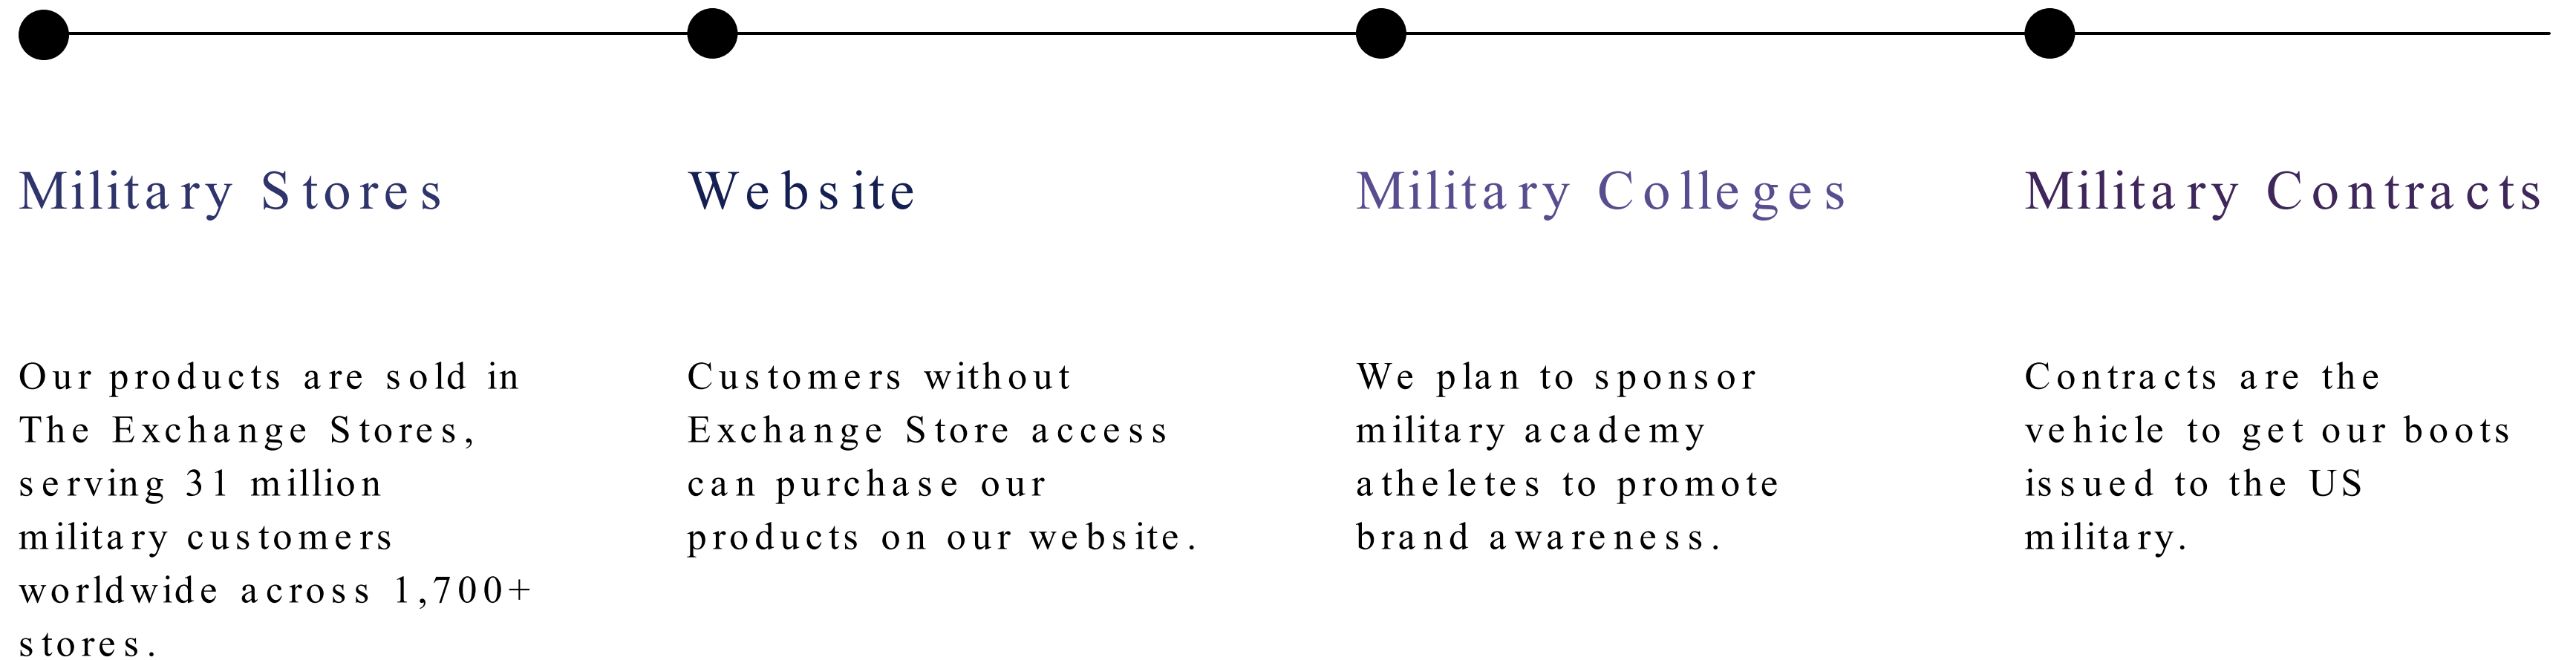 Military Stores
Our products are sold in
The Exchange Stores,
serving 31 million
military customers
worldwide across 1,700+
stores.
Website
Customers without
Exchange Store access
can purchase our
products on our website.
Military Colleges
We plan to sponsor
military academy
atheletes to promote
brand awareness.
Military Contracts
Contracts are the
vehicle to get our boots
issued to the US
military.